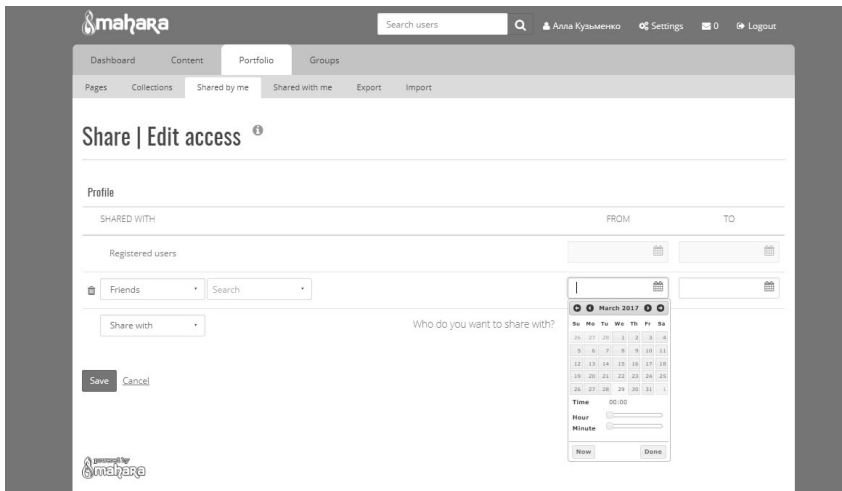 mahara
Search users Алла Кузьменко Settings 0 Logout
Dashboard Content Portfolio Groups
Pages Collections Shared by me Shared with me Export Import
Share | Edit access
Profile
SHARED WITH FROM TO
Registered users
Friends Search
March 2017
Su Mo Tu We Th Fr Sa
26 27 28 1 2 3 4
5 6 7 8 9 10 11
12 13 14 15 16 17 18
19 20 21 22 23 24 25
26 27 28 29 30 31 1
Time 00:00
Hour
Minute
Now Done
Share with Who do you want to share with?
Save Cancel
powered by
mahara